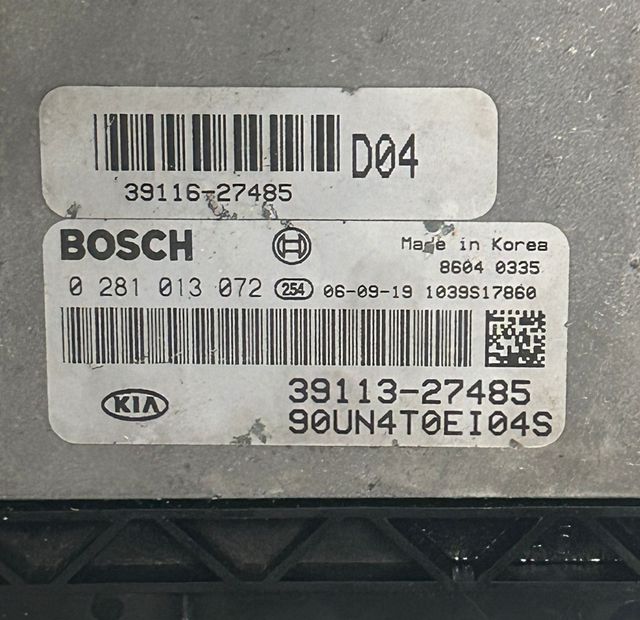 D04
39116-27485
BOSCH
Made in Korea
8604 0335
0 281 013 072 254 06-09-19 1039S17860
KIA
39113-27485
90UN4T0EI04S